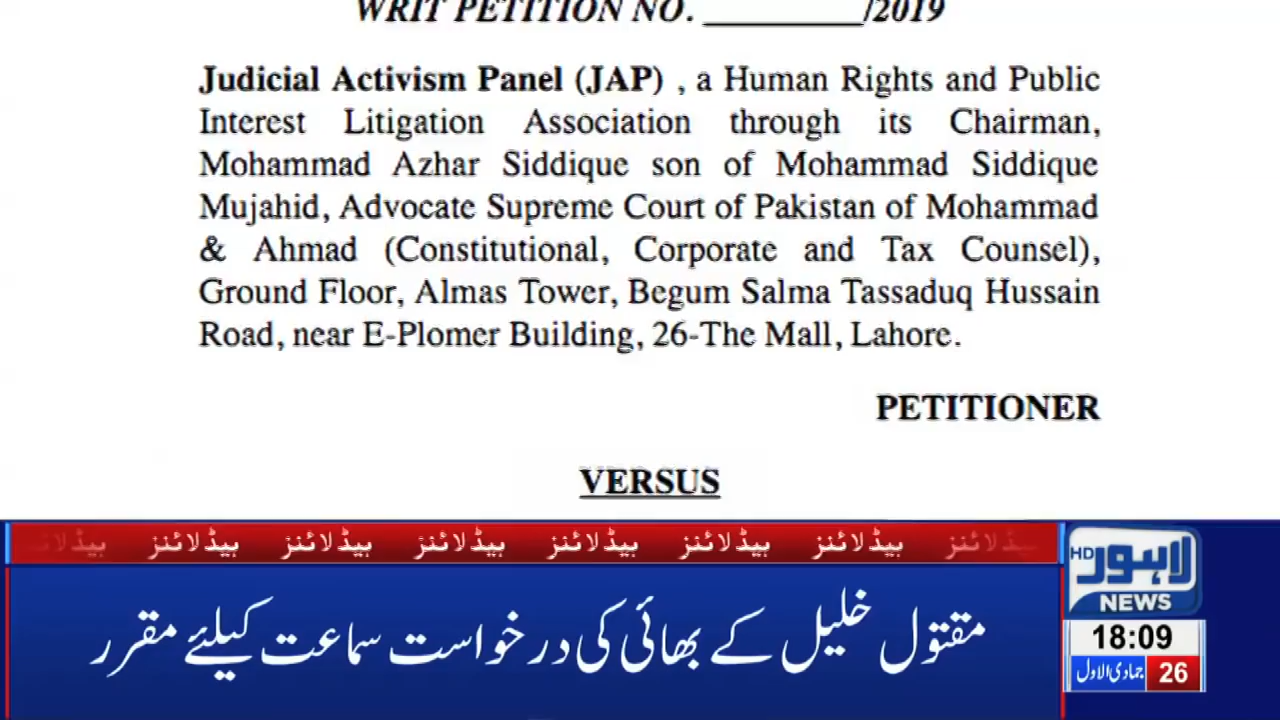 WRIT PETITION NO. _________/2019
Judicial Activism Panel (JAP) , a Human Rights and Public
Interest Litigation Association through its Chairman,
Mohammad Azhar Siddique son of Mohammad Siddique
Mujahid, Advocate Supreme Court of Pakistan of Mohammad
& Ahmad (Constitutional, Corporate and Tax Counsel),
Ground Floor, Almas Tower, Begum Salma Tassaduq Hussain
Road, near E-Plomer Building, 26-The Mall, Lahore.
PETITIONER
VERSUS
ہیڈلائنز ہیڈلائنز ہیڈلائنز ہیڈلائنز ہیڈلائنز ہیڈلائنز ہیڈلائنز ہیڈلائنز
HD لاہور
NEWS
مقتول خلیل کے بھائی کی درخواست سماعت کیلئے مقرر
18:09
جمادی الاول 26